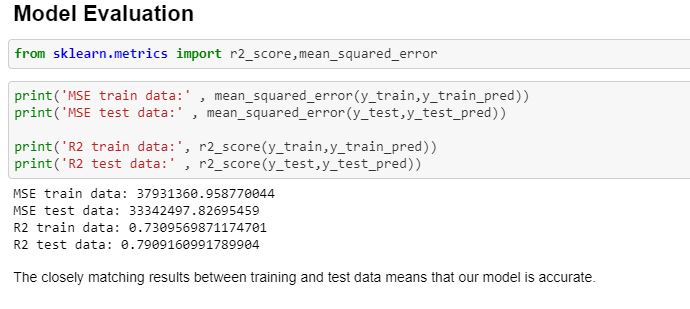 Model Evaluation
from sklearn.metrics import r2_score,mean_squared_error
print('MSE train data:' , mean_squared_error(y_train,y_train_pred))
print('MSE test data:' , mean_squared_error(y_test,y_test_pred))
print('R2 train data:', r2_score(y_train,y_train_pred))
print('R2 test data:' , r2_score(y_test,y_test_pred))
MSE train data: 37931360.958770044
MSE test data: 33342497.82695459
R2 train data: 0.7309569871174701
R2 test data: 0.7909160991789904
The closely matching results between training and test data means that our model is accurate.